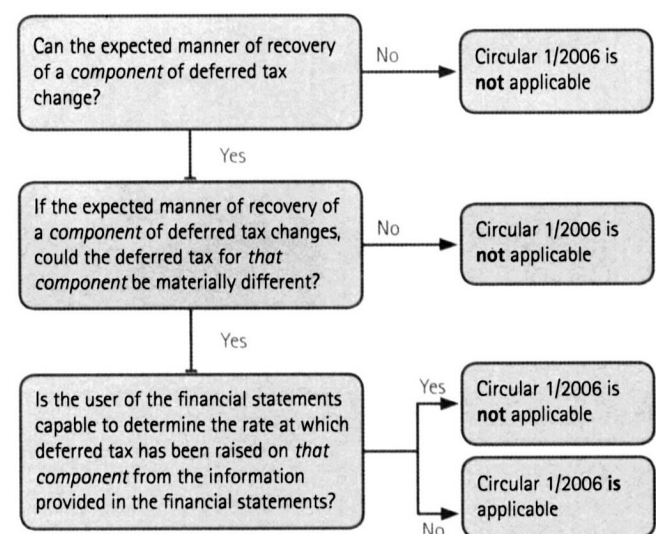 Can the expected manner of recovery
of a component of deferred tax
change?
No
Circular 1/2006 is
not applicable
Yes
If the expected manner of recovery of
a component of deferred tax changes,
could the deferred tax for that
component be materially different?
No
Circular 1/2006 is
not applicable
Yes
Is the user of the financial statements
capable to determine the rate at which
deferred tax has been raised on that
component from the information
provided in the financial statements?
Yes
Circular 1/2006 is
not applicable
No
Circular 1/2006 is
applicable